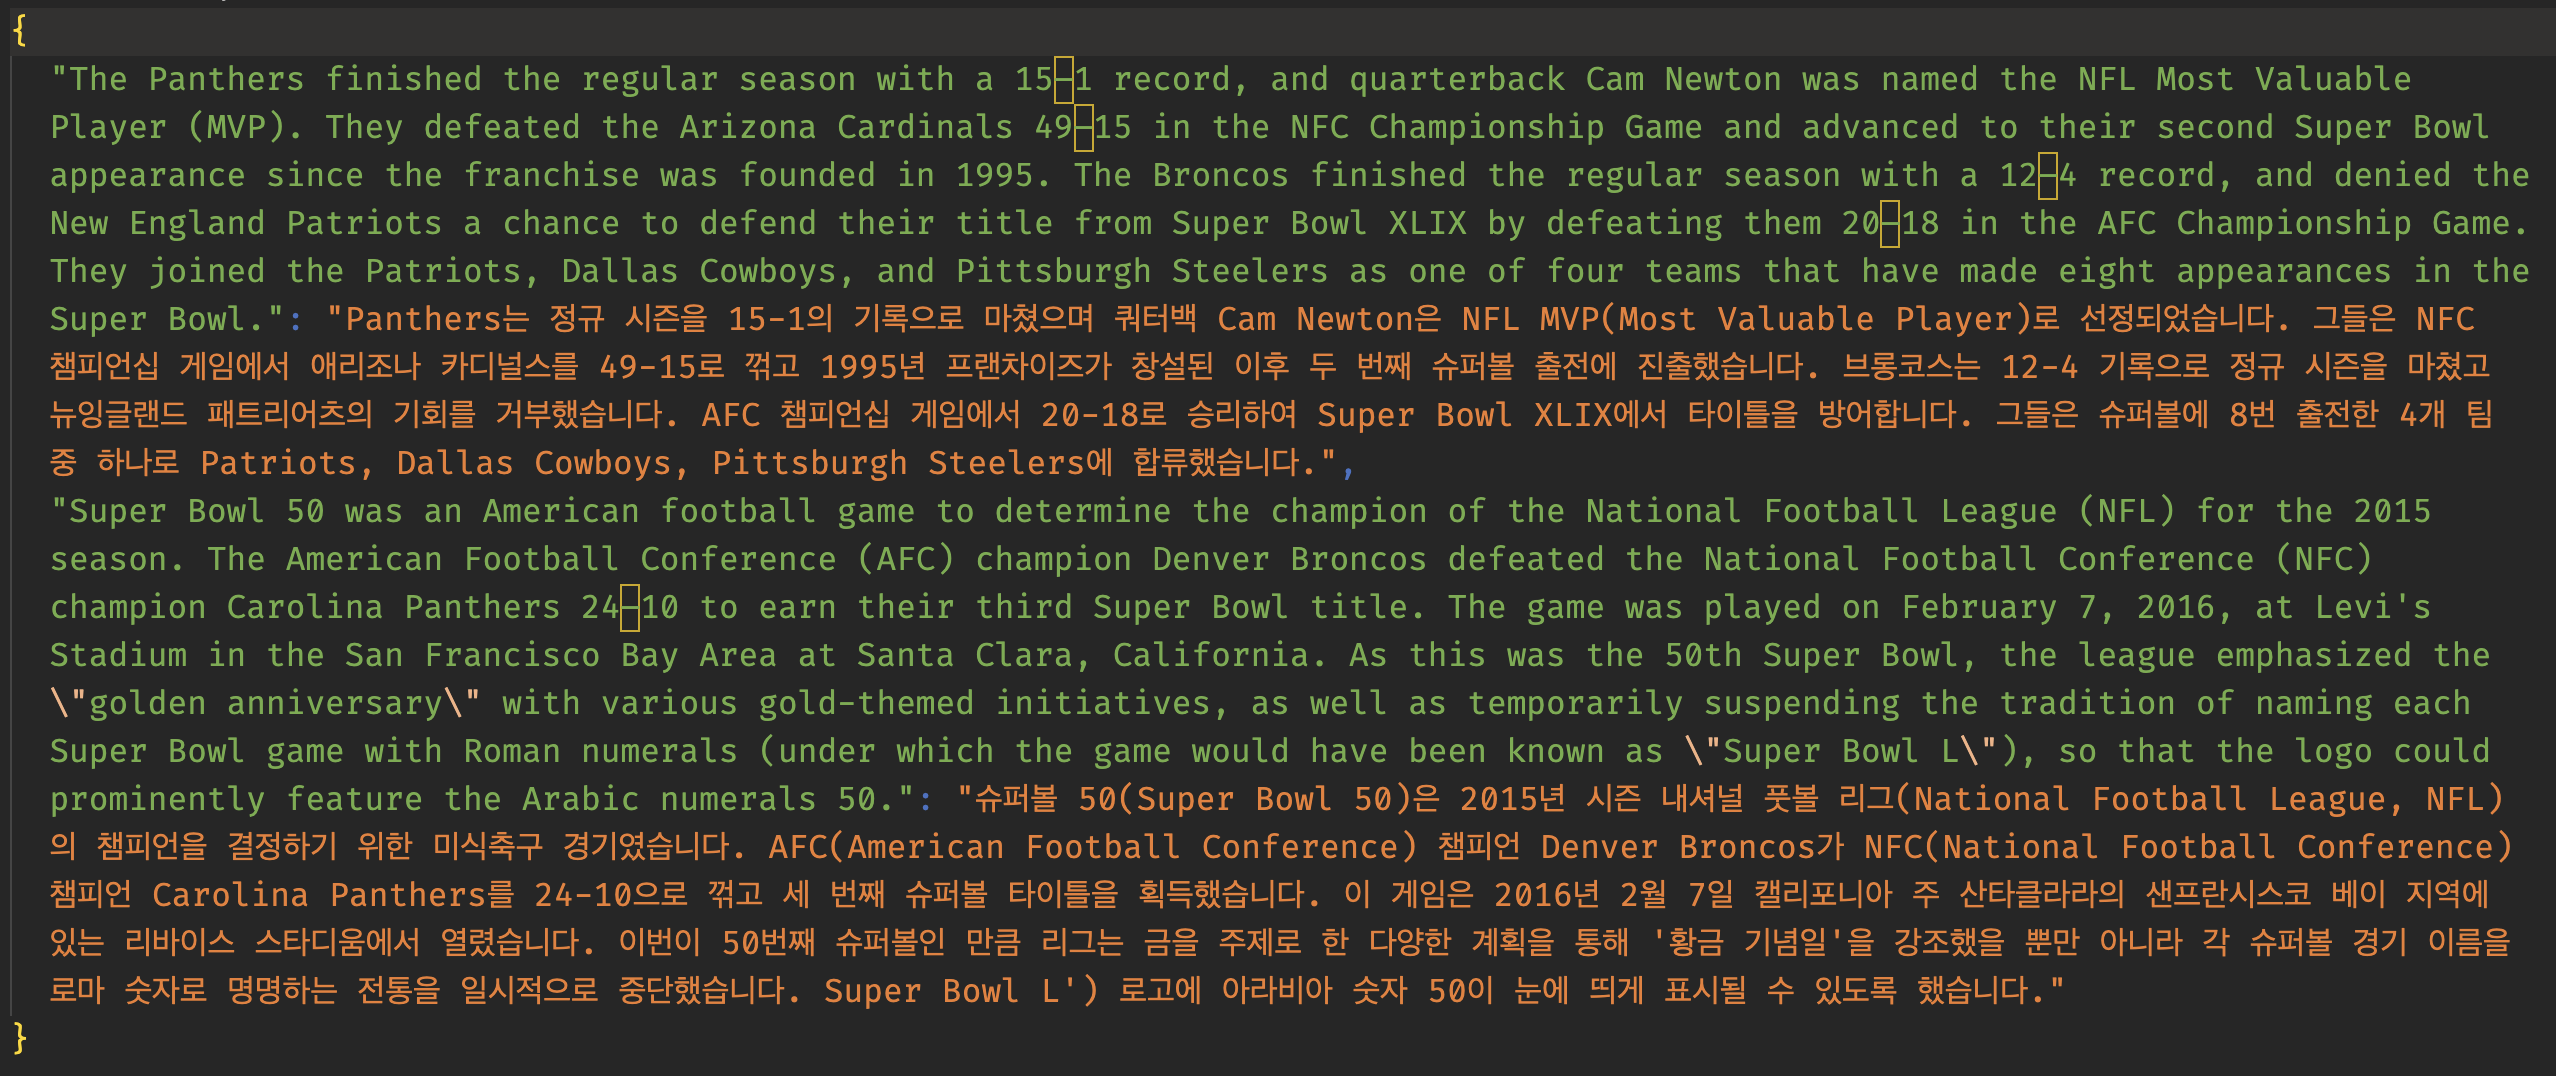 {
"The Panthers finished the regular season with a 15–1 record, and quarterback Cam Newton was named the NFL Most Valuable
Player (MVP). They defeated the Arizona Cardinals 49–15 in the NFC Championship Game and advanced to their second Super Bowl
appearance since the franchise was founded in 1995. The Broncos finished the regular season with a 12–4 record, and denied the
New England Patriots a chance to defend their title from Super Bowl XLIX by defeating them 20–18 in the AFC Championship Game.
They joined the Patriots, Dallas Cowboys, and Pittsburgh Steelers as one of four teams that have made eight appearances in the
Super Bowl.": "Panthers는 정규 시즌을 15-1의 기록으로 마쳤으며 쿼터백 Cam Newton은 NFL MVP(Most Valuable Player)로 선정되었습니다. 그들은 NFC
챔피언십 게임에서 애리조나 카디널스를 49-15로 꺾고 1995년 프랜차이즈가 창설된 이후 두 번째 슈퍼볼 출전에 진출했습니다. 브롱코스는 12-4 기록으로 정규 시즌을 마쳤고
뉴잉글랜드 패트리어츠의 기회를 거부했습니다. AFC 챔피언십 게임에서 20-18로 승리하여 Super Bowl XLIX에서 타이틀을 방어합니다. 그들은 슈퍼볼에 8번 출전한 4개 팀
중 하나로 Patriots, Dallas Cowboys, Pittsburgh Steelers에 합류했습니다.",
"Super Bowl 50 was an American football game to determine the champion of the National Football League (NFL) for the 2015
season. The American Football Conference (AFC) champion Denver Broncos defeated the National Football Conference (NFC)
champion Carolina Panthers 24–10 to earn their third Super Bowl title. The game was played on February 7, 2016, at Levi's
Stadium in the San Francisco Bay Area at Santa Clara, California. As this was the 50th Super Bowl, the league emphasized the
\"golden anniversary\" with various gold-themed initiatives, as well as temporarily suspending the tradition of naming each
Super Bowl game with Roman numerals (under which the game would have been known as \"Super Bowl L\"), so that the logo could
prominently feature the Arabic numerals 50.": "슈퍼볼 50(Super Bowl 50)은 2015년 시즌 내셔널 풋볼 리그(National Football League, NFL)
의 챔피언을 결정하기 위한 미식축구 경기였습니다. AFC(American Football Conference) 챔피언 Denver Broncos가 NFC(National Football Conference)
챔피언 Carolina Panthers를 24-10으로 꺾고 세 번째 슈퍼볼 타이틀을 획득했습니다. 이 게임은 2016년 2월 7일 캘리포니아 주 산타클라라의 샌프란시스코 베이 지역에
있는 리바이스 스타디움에서 열렸습니다. 이번이 50번째 슈퍼볼인 만큼 리그는 금을 주제로 한 다양한 계획을 통해 '황금 기념일'을 강조했을 뿐만 아니라 각 슈퍼볼 경기 이름을
로마 숫자로 명명하는 전통을 일시적으로 중단했습니다. Super Bowl L') 로고에 아라비아 숫자 50이 눈에 띄게 표시될 수 있도록 했습니다."
}